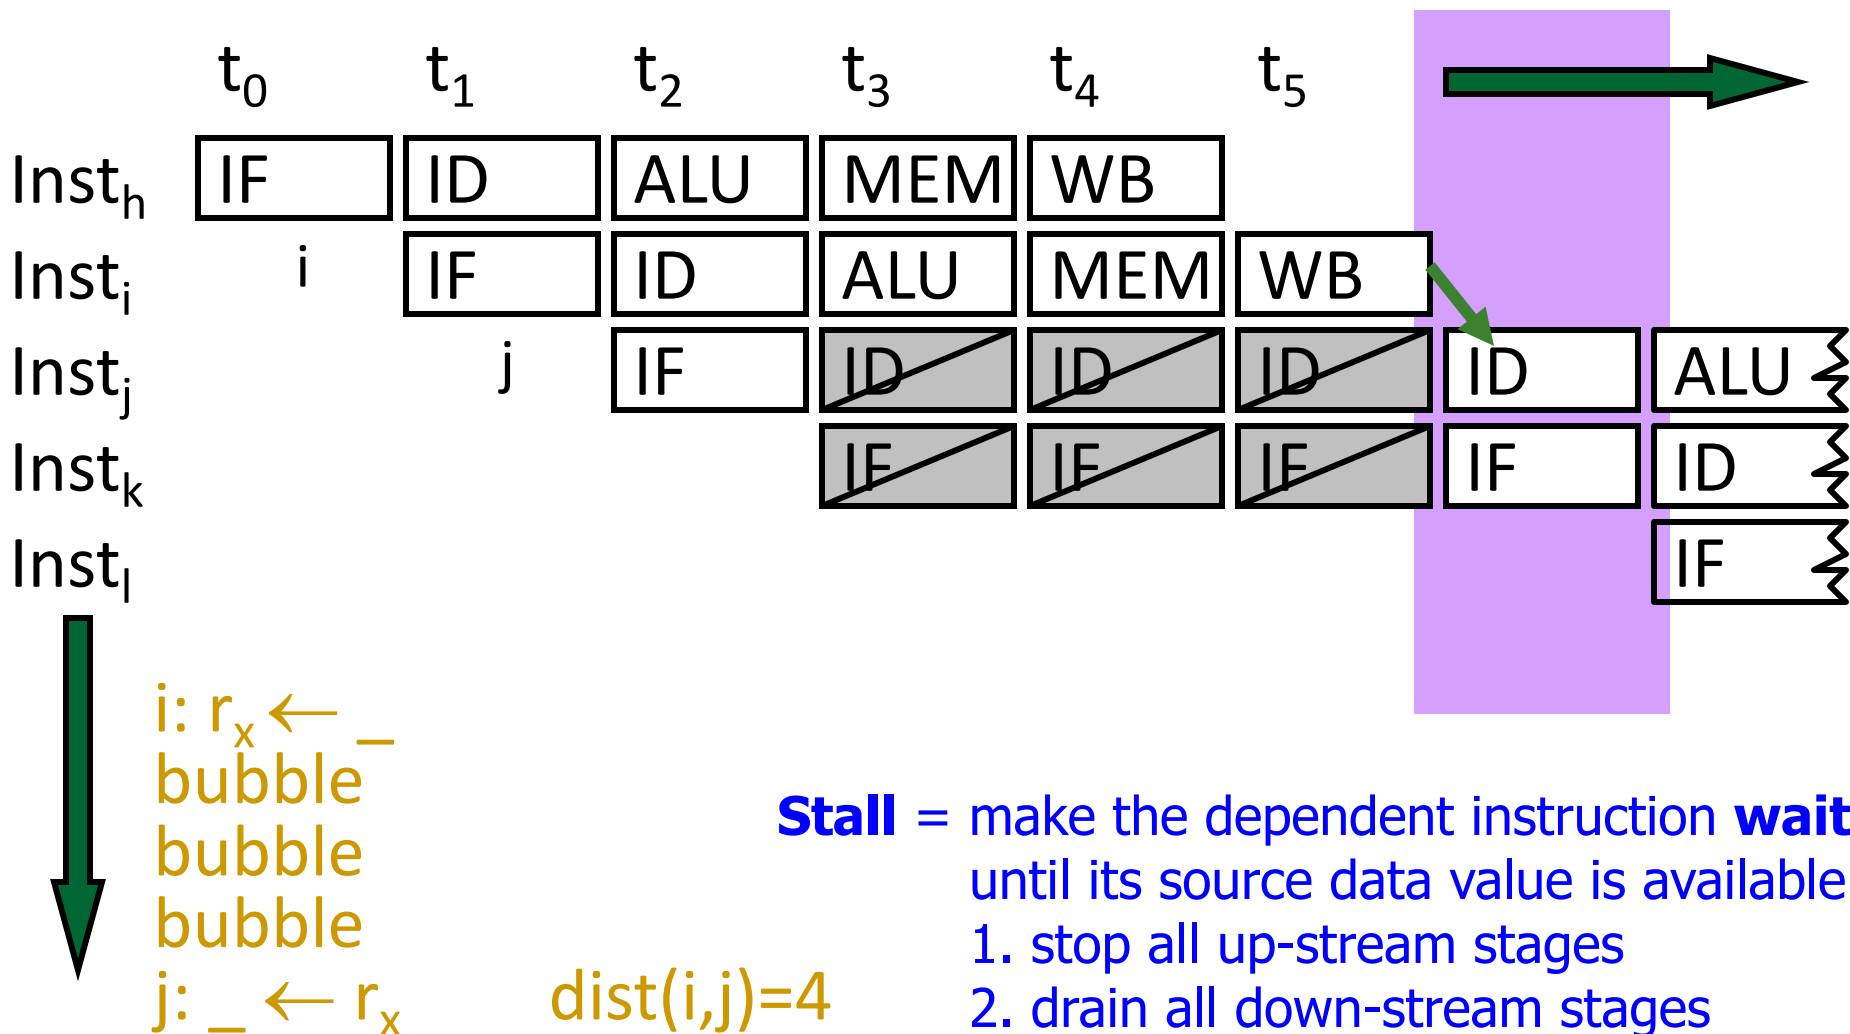 t0 t1 t2 t3 t4 t5
Insth IF ID ALU MEM WB
Insti i IF ID ALU MEM WB
Instj j IF ID ID ID ID ALU
Instk IF IF IF IF ID
Instl IF
i: rx ← _
bubble
bubble
bubble
j: _ ← rx dist(i,j)=4
Stall = make the dependent instruction wait
until its source data value is available
1. stop all up-stream stages
2. drain all down-stream stages